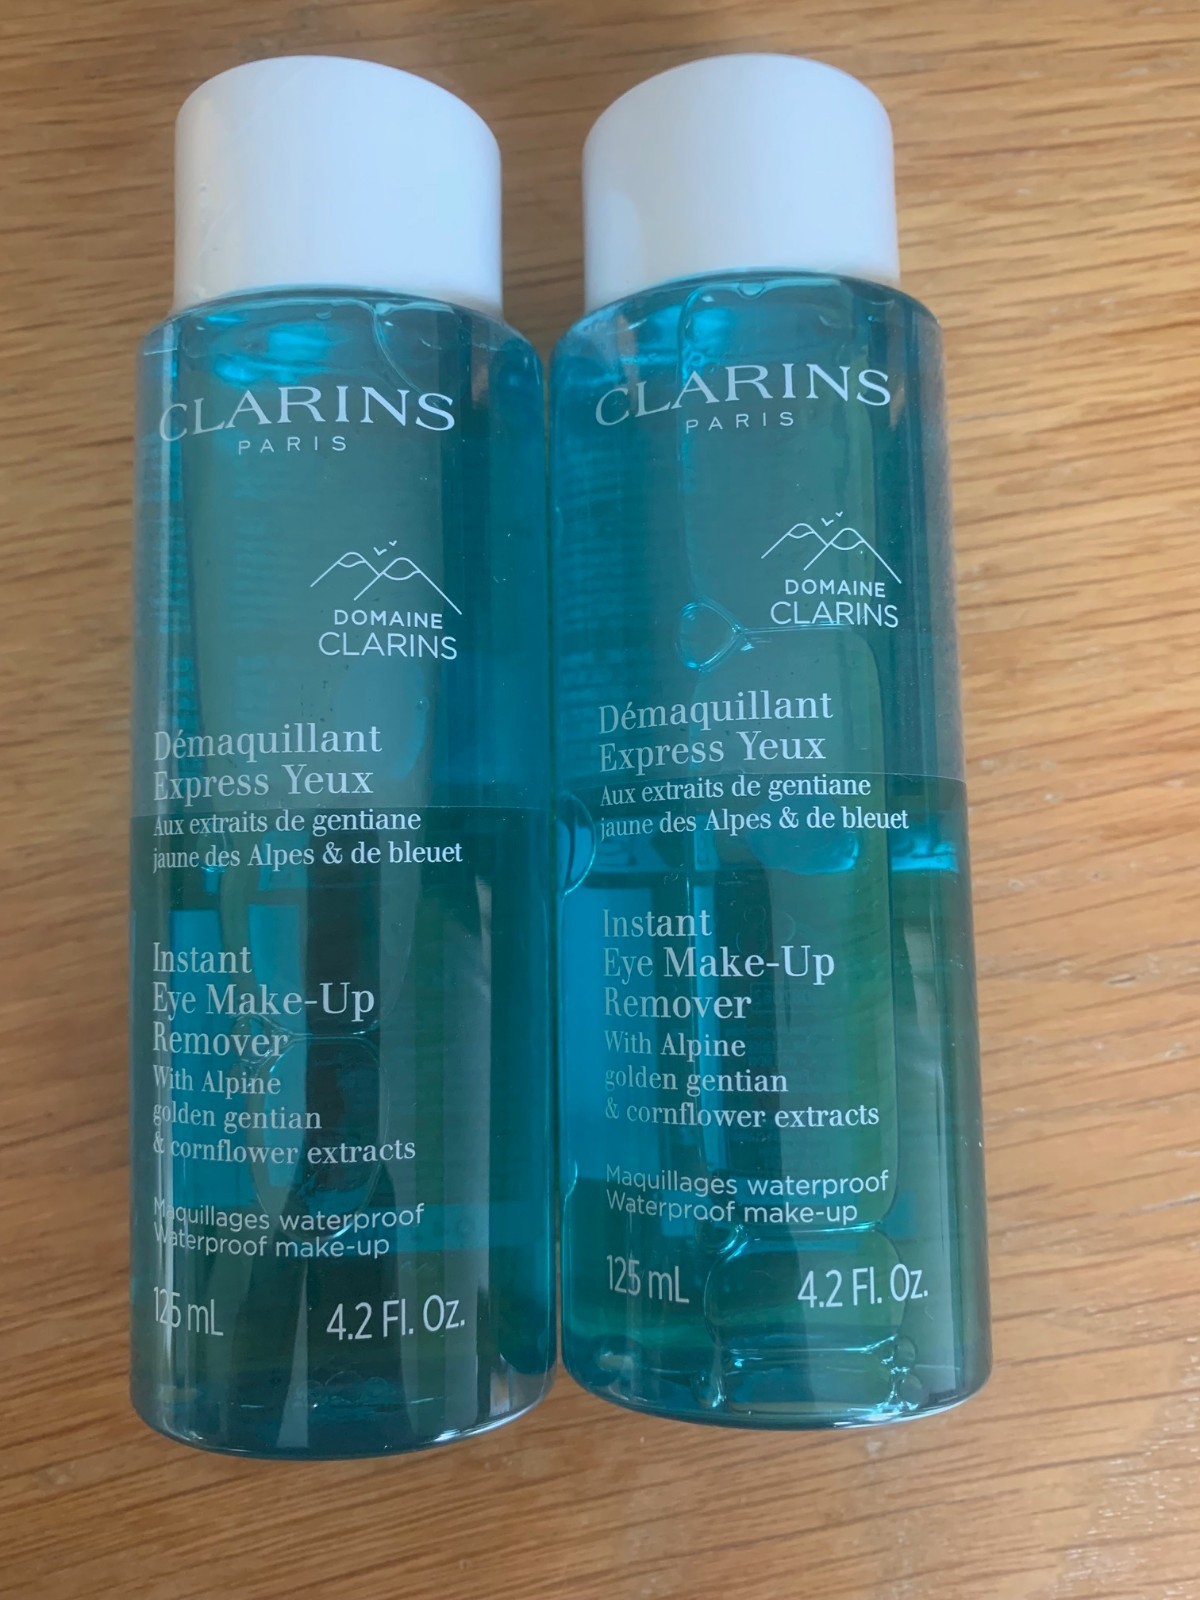 CLARINS
PARIS
DOMAINE
CLARINS
Démaquillant
Express Yeux
Aux extraits de gentiane
jaune des Alpes & de bleuet
Instant
Eye Make-Up
Remover
With Alpine
golden gentian
& cornflower extracts
Maquillages waterproof
Waterproof make-up
125 mL 4.2 Fl. Oz.
CLARINS
PARIS
DOMAINE
CLARINS
Démaquillant
Express Yeux
Aux extraits de gentiane
jaune des Alpes & de bleuet
Instant
Eye Make-Up
Remover
With Alpine
golden gentian
& cornflower extracts
Maquillages waterproof
Waterproof make-up
125 mL 4.2 Fl. Oz.